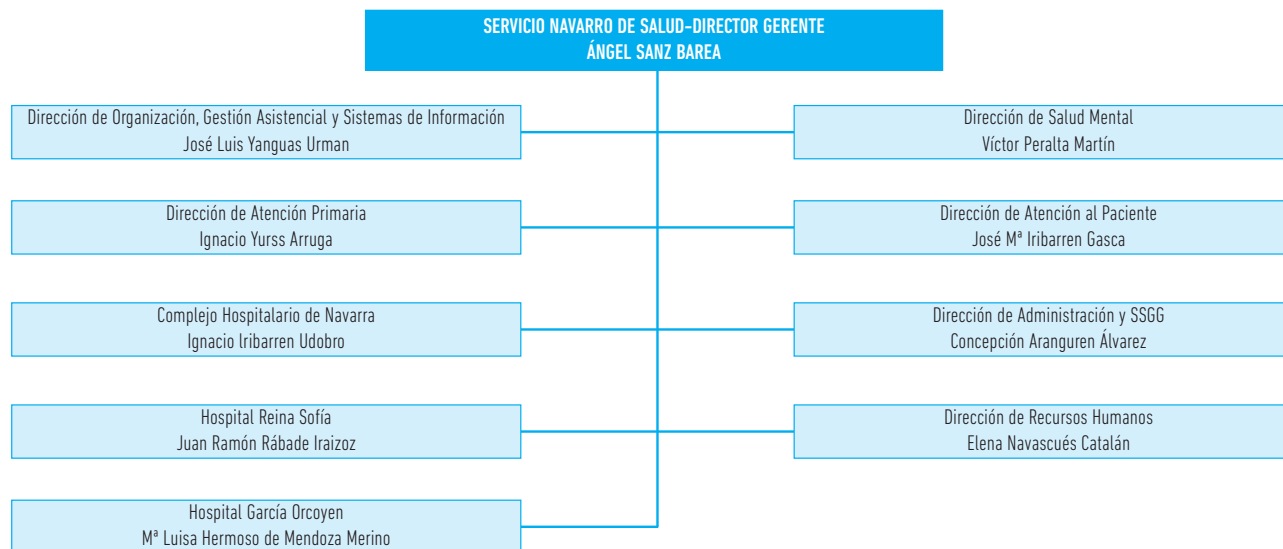 SERVICIO NAVARRO DE SALUD-DIRECTOR GERENTE
ÁNGEL SANZ BAREA
Dirección de Organización, Gestión Asistencial y Sistemas de Información
José Luis Yanguas Urman
Dirección de Salud Mental
Víctor Peralta Martín
Dirección de Atención Primaria
Ignacio Yurss Arruga
Dirección de Atención al Paciente
José Mª Iribarren Gasca
Complejo Hospitalario de Navarra
Ignacio Iribarren Udobro
Dirección de Administración y SSGG
Concepción Aranguren Álvarez
Hospital Reina Sofía
Juan Ramón Rábade Iraizoz
Dirección de Recursos Humanos
Elena Navascués Catalán
Hospital García Orcoyen
Mª Luisa Hermoso de Mendoza Merino